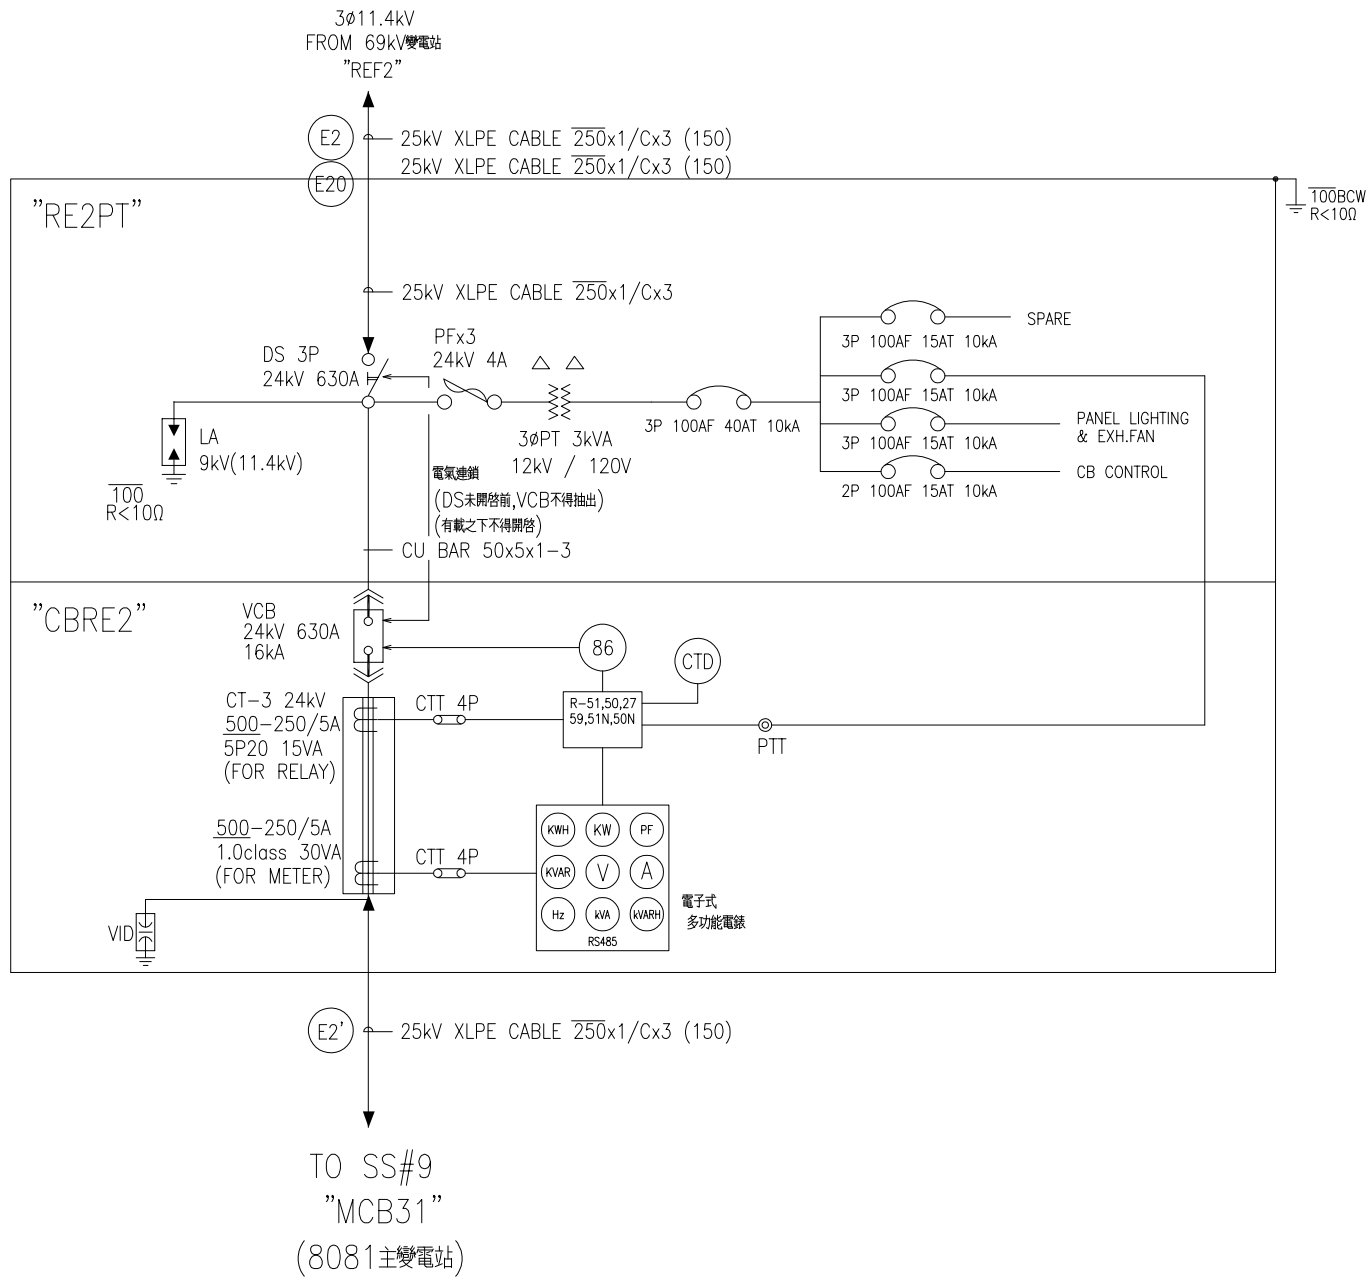 3ø11.4kV
FROM 69kV變電站
"REF2"
E2
25kV XLPE CABLE 250x1/Cx3 (150)
25kV XLPE CABLE 250x1/Cx3 (150)
E20
"RE2PT"
100BCW
R<10Ω
25kV XLPE CABLE 250x1/Cx3
DS 3P
24kV 630A
PFx3
24kV 4A
SPARE
3P 100AF 15AT 10kA
3P 100AF 15AT 10kA
PANEL LIGHTING
& EXH.FAN
3P 100AF 15AT 10kA
CB CONTROL
2P 100AF 15AT 10kA
3P 100AF 40AT 10kA
3øPT 3kVA
12kV / 120V
LA
9kV(11.4kV)
100
R<10Ω
電氣連鎖
(DS未開啓前,VCB不得抽出)
(有載之下不得開啓)
CU BAR 50x5x1-3
"CBRE2"
VCB
24kV 630A
16kA
86
CTD
CT-3 24kV
500-250/5A
5P20 15VA
(FOR RELAY)
CTT 4P
R-51,50,27
59,51N,50N
PTT
500-250/5A
1.0class 30VA
(FOR METER)
CTT 4P
KWH KW PF
KVAR V A
Hz kVA kVARH
RS485
電子式
多功能電錶
VID
E2'
25kV XLPE CABLE 250x1/Cx3 (150)
TO SS#9
"MCB31"
(8081主變電站)